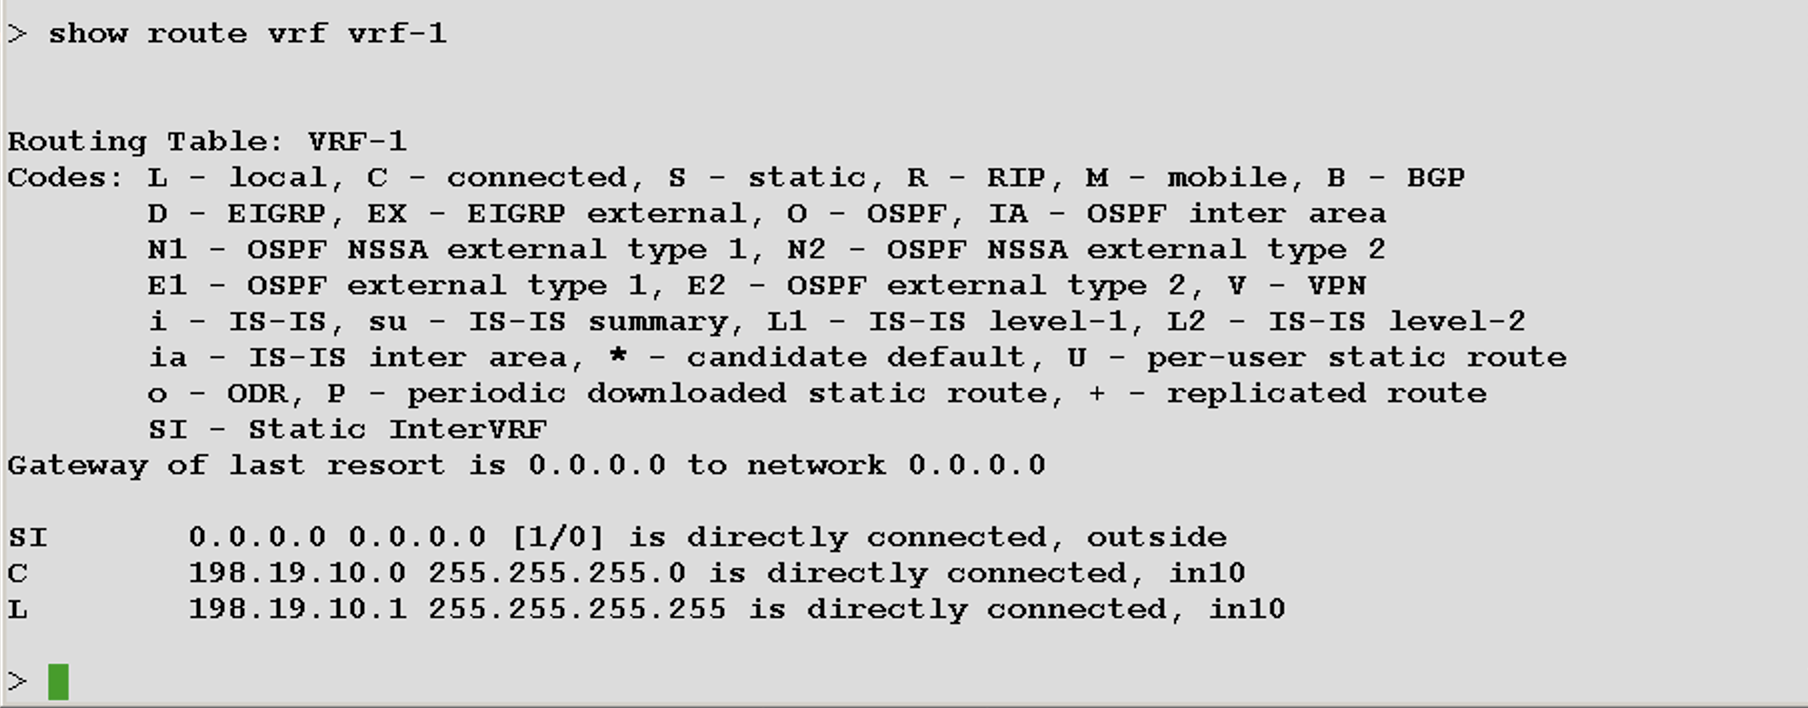 > show route vrf vrf-1
Routing Table: VRF-1
Codes: L - local, C - connected, S - static, R - RIP, M - mobile, B - BGP
D - EIGRP, EX - EIGRP external, O - OSPF, IA - OSPF inter area
N1 - OSPF NSSA external type 1, N2 - OSPF NSSA external type 2
E1 - OSPF external type 1, E2 - OSPF external type 2, V - VPN
i - IS-IS, su - IS-IS summary, L1 - IS-IS level-1, L2 - IS-IS level-2
ia - IS-IS inter area, * - candidate default, U - per-user static route
o - ODR, P - periodic downloaded static route, + - replicated route
SI - Static InterVRF
Gateway of last resort is 0.0.0.0 to network 0.0.0.0
SI 0.0.0.0 0.0.0.0 [1/0] is directly connected, outside
C 198.19.10.0 255.255.255.0 is directly connected, in10
L 198.19.10.1 255.255.255.255 is directly connected, in10
>